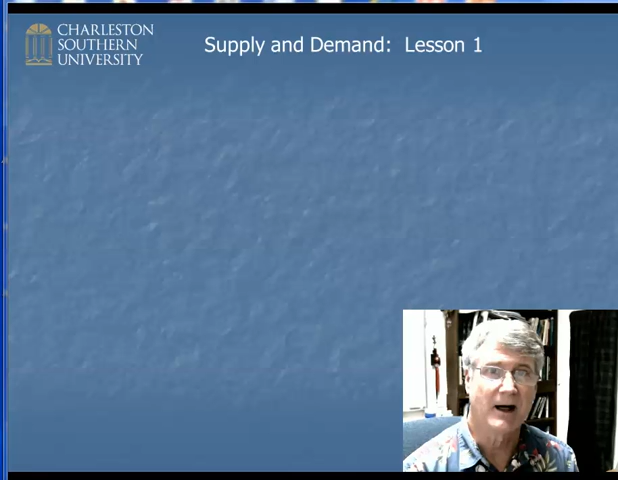 CHARLESTON
SOUTHERN
UNIVERSITY
Supply and Demand: Lesson 1